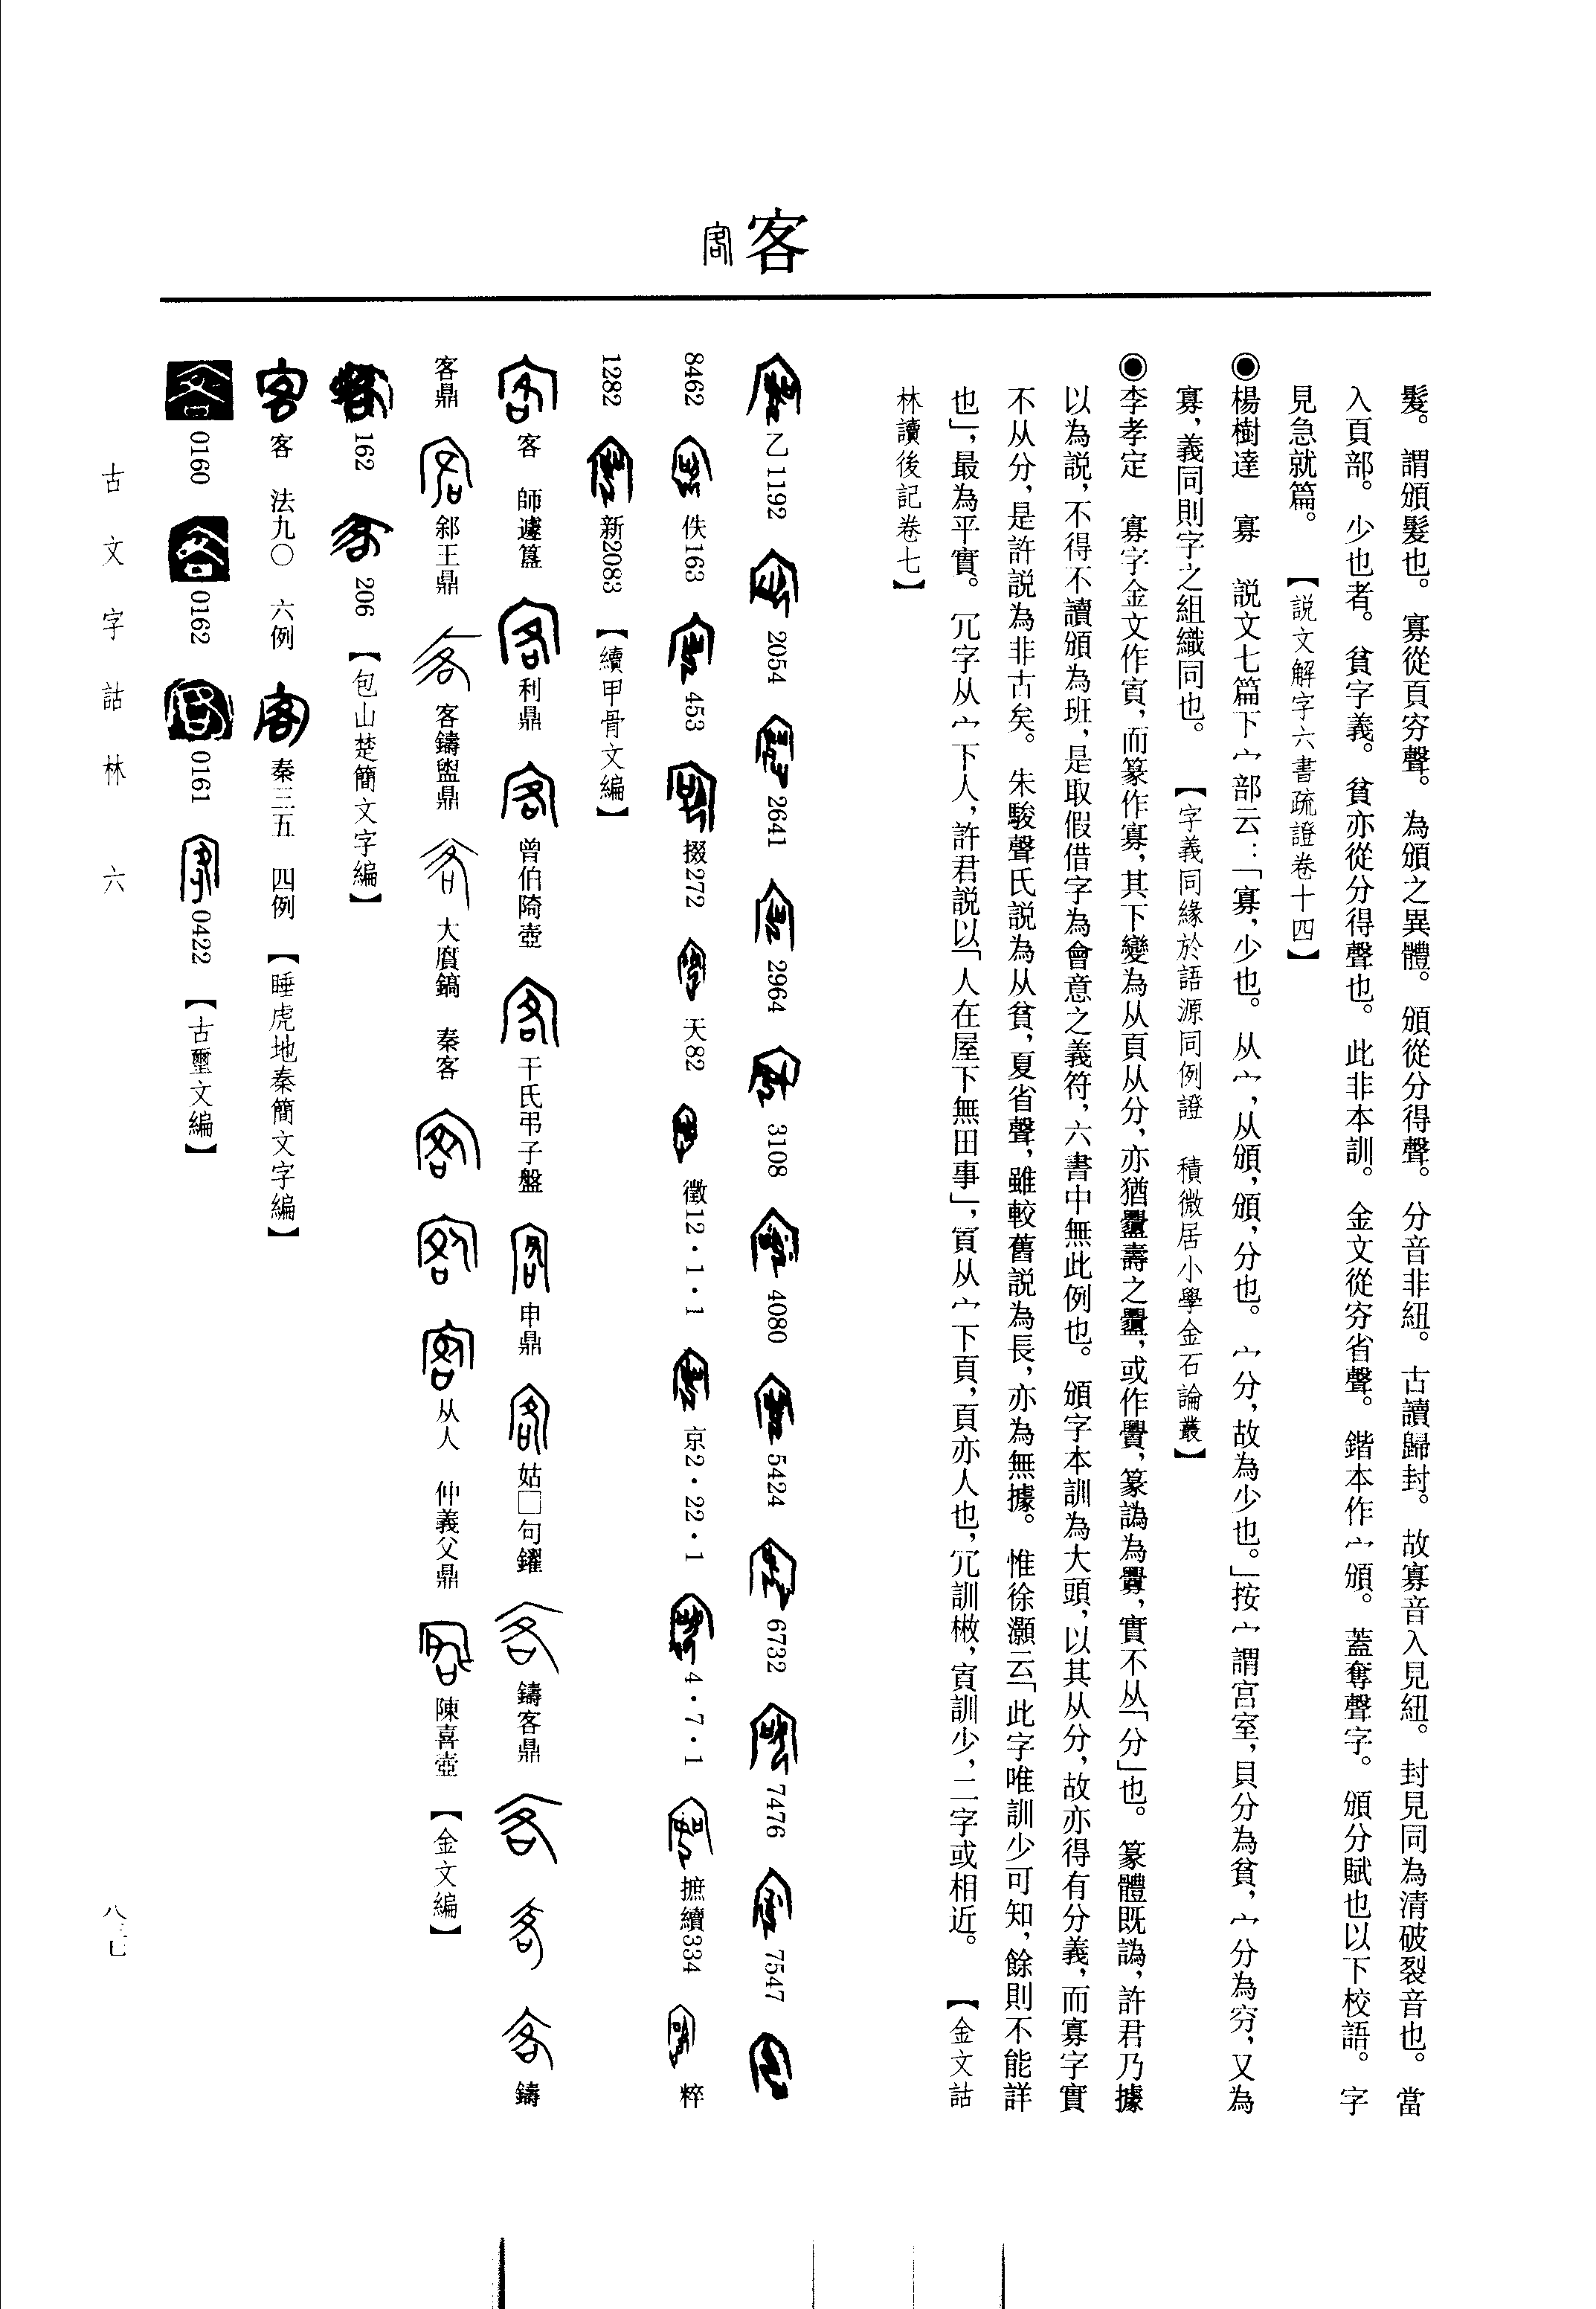 客
髮。謂頒髮也。寡從頁穷聲。為頒之異體。頒從分得聲。分音非紐。古讀歸封。故寡音入見紐。封見同為清破裂音也。當
入頁部。少也者。貧字義。貧亦從分得聲也。此非本訓。金文從穷省聲。鍇本作宀頒。蓋奪聲字。頒分賦也以下校語。字
見急就篇。【説文解字六書疏證卷十四】
◉楊樹達 寡 説文七篇下宀部云：「寡，少也。从宀，从頒，頒，分也。宀分，故為少也。」按宀謂宫室，貝分為貧，宀分為穷，又為
寡，義同則字之組織同也。【字義同緣於語源同例證 積微居小學金石論叢】
◉李孝定 寡字金文作㝈，而篆作寡，其下變為从頁从分，亦猶釁壽之釁，或作釁，篆譌為釁，實不从「分」也。篆體既譌，許君乃據
以為説，不得不讀頒為班，是取假借字為會意之義符，六書中無此例也。頒字本訓為大頭，以其从分，故亦得有分義，而寡字實
不从分，是許説為非古矣。朱駿聲氏説為从貧，夏省聲，雖較舊説為長，亦為無據。惟徐灝云「此字唯訓少可知，餘則不能詳
也」，最為平實。宂字从宀下人，許君説以「人在屋下無田事」，㝈从宀下頁，頁亦人也，宂訓㪔，㝈訓少，二字或相近。【金文詁
林讀後記卷七】
乙1192 2054 2641 2964 3108 4080 5424 6732 7476 7547
8462 佚163 453 掇272 天82 徵12·1·1 京2·22·1 4·7·1 摭續334 粹
1282 新2083 【續甲骨文編】
客 師遽簋 利鼎 曾伯陭壺 干氏弔子盤 申鼎 姑□句鑃 鑄客鼎 鑄
客鼎 䣄王鼎 客鑄盥鼎 大𠪚鎬 秦客 从人 仲義父鼎 陳喜壺 【金文編】
162 206 【包山楚簡文字編】
客 法九〇 六例 秦三五 四例 【睡虎地秦簡文字編】
0160 0162 0161 0422 【古璽文編】
古文字詁林 六
八三七